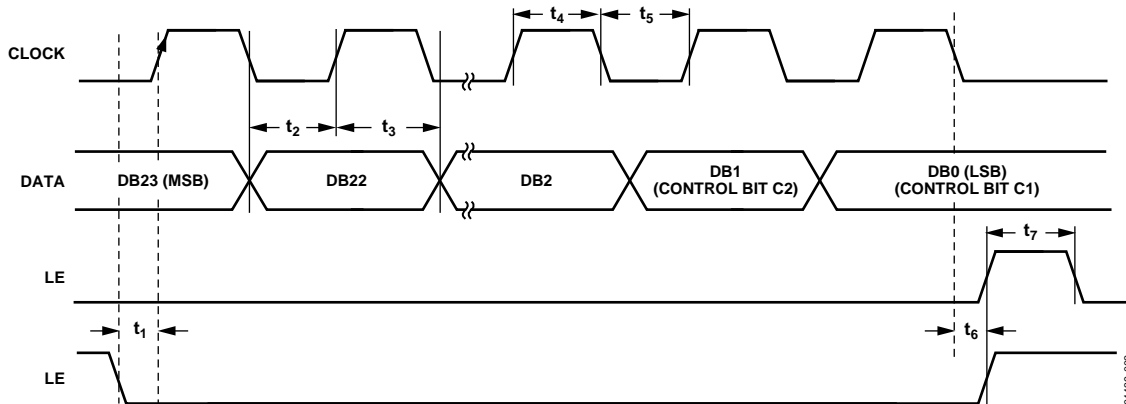 t4
t5
CLOCK
t2
t3
DATA
DB23 (MSB)
DB22
DB2
DB1
(CONTROL BIT C2)
DB0 (LSB)
(CONTROL BIT C1)
t7
LE
t1
t6
LE